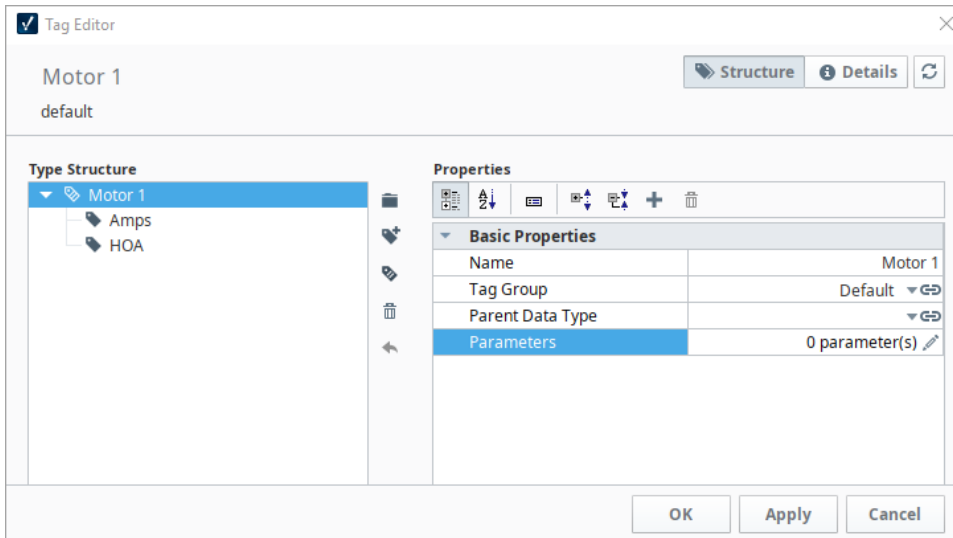 Tag Editor
Motor 1
default
Structure
Details
Type Structure
Motor 1
Amps
HOA
Properties
A
Z
Basic Properties
Name Motor 1
Tag Group Default
Parent Data Type
Parameters 0 parameter(s)
OK Apply Cancel